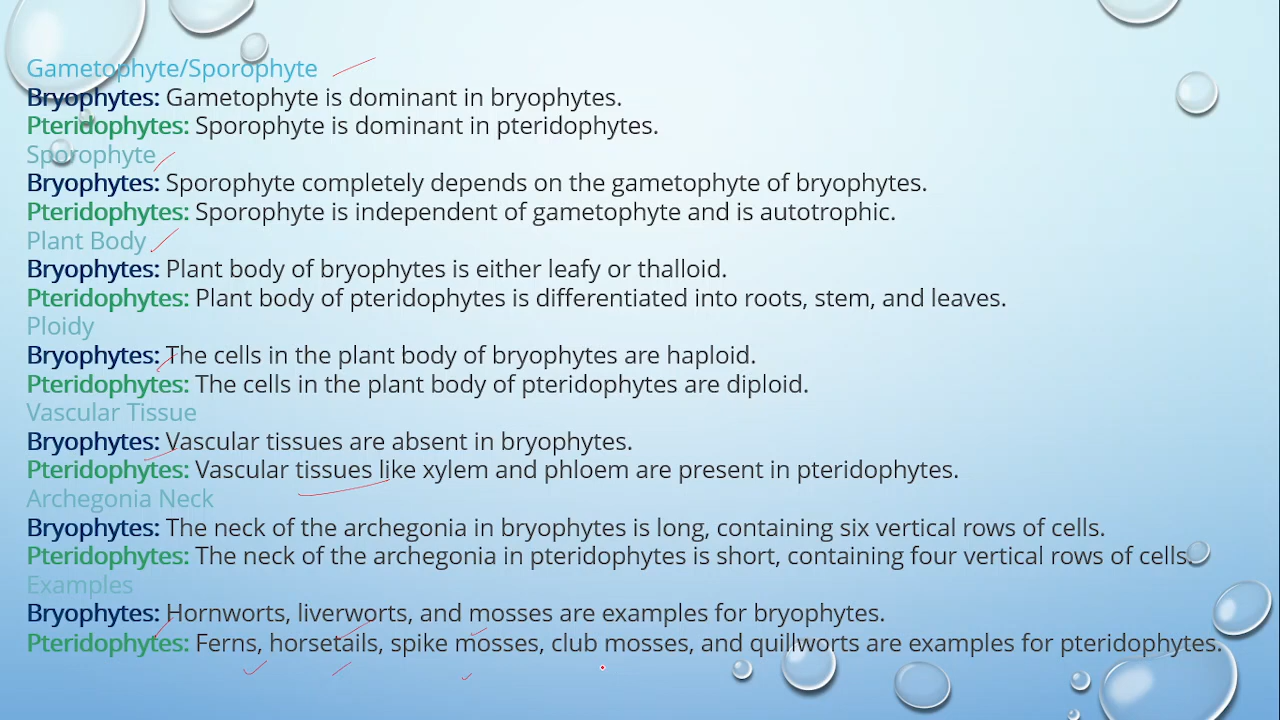 Gametophyte/Sporophyte
Bryophytes: Gametophyte is dominant in bryophytes.
Pteridophytes: Sporophyte is dominant in pteridophytes.
Sporophyte
Bryophytes: Sporophyte completely depends on the gametophyte of bryophytes.
Pteridophytes: Sporophyte is independent of gametophyte and is autotrophic.
Plant Body
Bryophytes: Plant body of bryophytes is either leafy or thalloid.
Pteridophytes: Plant body of pteridophytes is differentiated into roots, stem, and leaves.
Ploidy
Bryophytes: The cells in the plant body of bryophytes are haploid.
Pteridophytes: The cells in the plant body of pteridophytes are diploid.
Vascular Tissue
Bryophytes: Vascular tissues are absent in bryophytes.
Pteridophytes: Vascular tissues like xylem and phloem are present in pteridophytes.
Archegonia Neck
Bryophytes: The neck of the archegonia in bryophytes is long, containing six vertical rows of cells.
Pteridophytes: The neck of the archegonia in pteridophytes is short, containing four vertical rows of cells.
Examples
Bryophytes: Hornworts, liverworts, and mosses are examples for bryophytes.
Pteridophytes: Ferns, horsetails, spike mosses, club mosses, and quillworts are examples for pteridophytes.